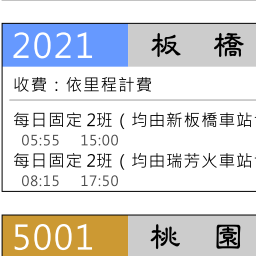 2021 板橋
收費：依里程計費
每日固定 2班 ( 均由新板橋車站
05:55 15:00
每日固定 2班 ( 均由瑞芳火車站
08:15 17:50
5001 桃園